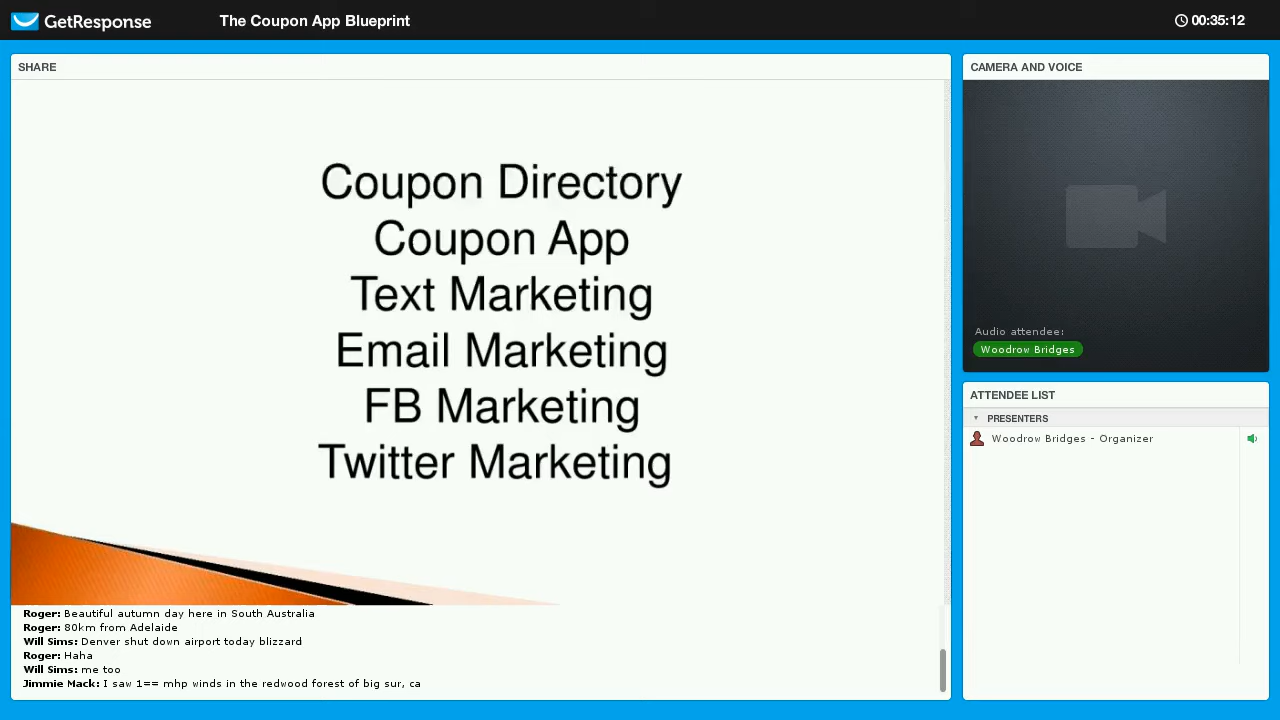 GetResponse
The Coupon App Blueprint
00:35:12
SHARE
Coupon Directory
Coupon App
Text Marketing
Email Marketing
FB Marketing
Twitter Marketing
Roger: Beautiful autumn day here in South Australia
Roger: 80km from Adelaide
Will Sims: Denver shut down airport today blizzard
Roger: Haha
Will Sims: me too
Jimmie Mack: I saw 1== mhp winds in the redwood forest of big sur, ca
CAMERA AND VOICE
Audio attendee:
Woodrow Bridges
ATTENDEE LIST
PRESENTERS
Woodrow Bridges - Organizer